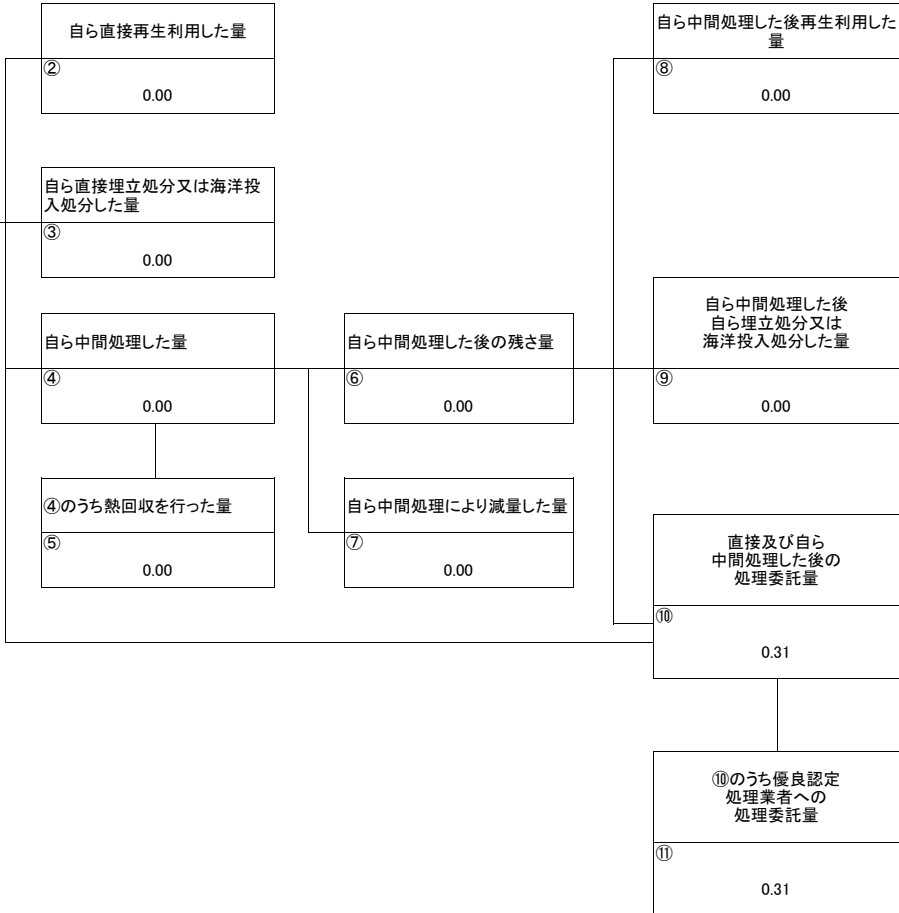 自ら直接再生利用した量
②
0.00
自ら中間処理した後再生利用した
量
⑧
0.00
自ら直接埋立処分又は海洋投
入処分した量
③
0.00
自ら中間処理した量
④
0.00
自ら中間処理した後の残さ量
⑥
0.00
自ら中間処理した後
自ら埋立処分又は
海洋投入処分した量
⑨
0.00
④のうち熱回収を行った量
⑤
0.00
自ら中間処理により減量した量
⑦
0.00
直接及び自ら
中間処理した後の
処理委託量
⑩
0.31
⑩のうち優良認定
処理業者への
処理委託量
⑪
0.31